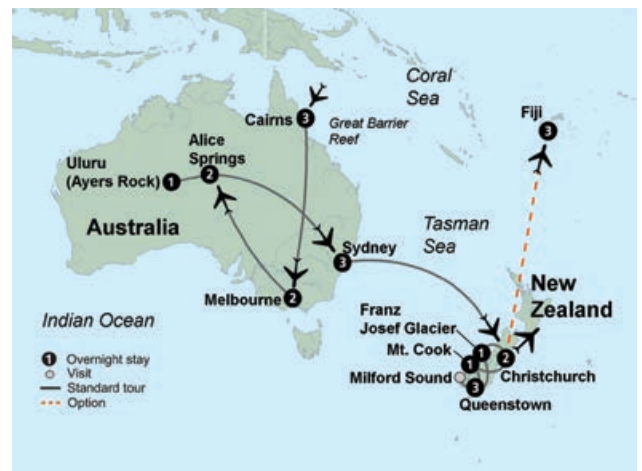 Coral
Sea
Fiji
3
Cairns
3
Great Barrier
Reef
Alice
Springs
2
Uluru
(Ayers Rock)
1
Australia
Tasman
Sea
Sydney
3
Melbourne
2
New
Zealand
Franz
Josef Glacier
1
Mt. Cook
1
2
Christchurch
Milford Sound
3
Queenstown
Indian Ocean
1 Overnight stay
Visit
Standard tour
Option